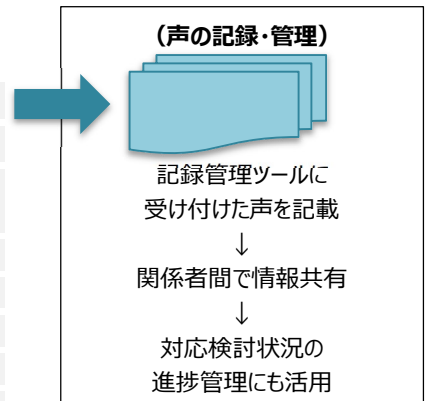 （声の記録・管理）
記録管理ツールに
受け付けた声を記載
↓
関係者間で情報共有
↓
対応検討状況の
進捗管理にも活用